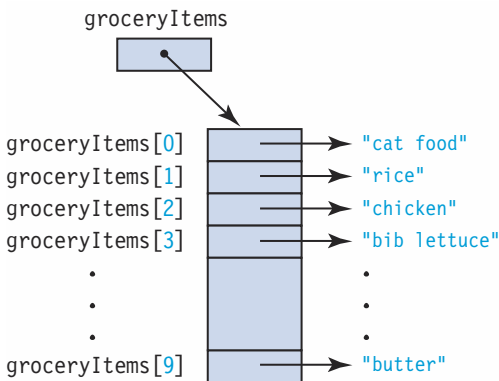 groceryItems
groceryItems[0] "cat food"
groceryItems[1] "rice"
groceryItems[2] "chicken"
groceryItems[3] "bib lettuce"
groceryItems[9] "butter"